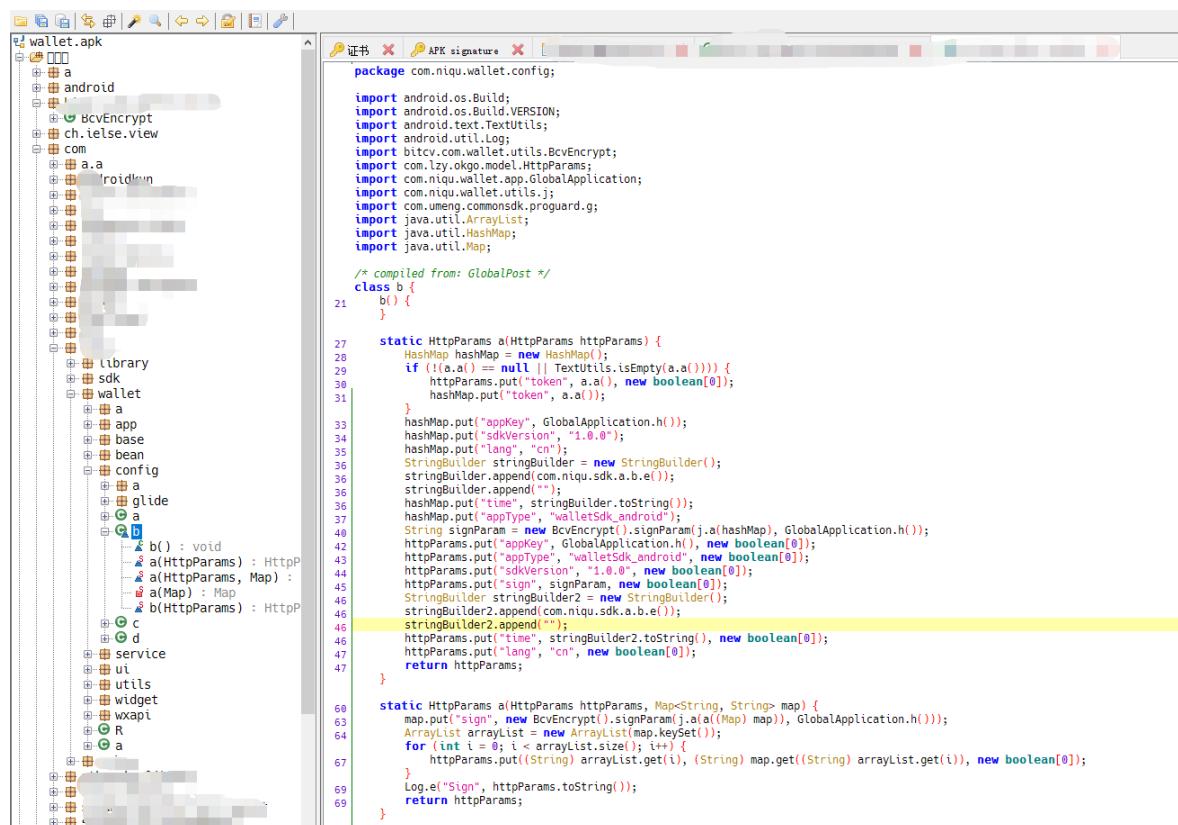 wallet.apk
a
android
BcvEncrypt
ch.ielse.view
com
a.a
library
sdk
wallet
a
app
base
bean
config
a
glide
a
b
b() : void
a(HttpParams) : HttpP
a(HttpParams, Map) :
a(Map) : Map
b(HttpParams) : HttpP
c
d
service
ui
utils
widget
wxapi
R
a
证书
APK signature
package com.niqu.wallet.config;
import android.os.Build;
import android.os.Build.VERSION;
import android.text.TextUtils;
import android.util.Log;
import bitcv.com.wallet.utils.BcvEncrypt;
import com.lzy.okgo.model.HttpParams;
import com.niqu.wallet.app.GlobalApplication;
import com.niqu.wallet.utils.j;
import com.umeng.commonsdk.proguard.g;
import java.util.ArrayList;
import java.util.HashMap;
import java.util.Map;
/* compiled from: GlobalPost */
class b {
21 b() {
}
27 static HttpParams a(HttpParams httpParams) {
28 HashMap hashMap = new HashMap();
29 if (!(a.a() == null || TextUtils.isEmpty(a.a()))) {
30 httpParams.put("token", a.a(), new boolean[0]);
31 hashMap.put("token", a.a());
}
33 hashMap.put("appKey", GlobalApplication.h());
34 hashMap.put("sdkVersion", "1.0.0");
35 hashMap.put("lang", "cn");
36 StringBuilder stringBuilder = new StringBuilder();
36 stringBuilder.append(com.niqu.sdk.a.b.e());
36 stringBuilder.append("");
36 hashMap.put("time", stringBuilder.toString());
37 hashMap.put("appType", "walletSdk_android");
40 String signParam = new BcvEncrypt().signParam(j.a(hashMap), GlobalApplication.h());
42 httpParams.put("appKey", GlobalApplication.h(), new boolean[0]);
43 httpParams.put("appType", "walletSdk_android", new boolean[0]);
44 httpParams.put("sdkVersion", "1.0.0", new boolean[0]);
45 httpParams.put("sign", signParam, new boolean[0]);
46 StringBuilder stringBuilder2 = new StringBuilder();
46 stringBuilder2.append(com.niqu.sdk.a.b.e());
46 stringBuilder2.append("");
46 httpParams.put("time", stringBuilder2.toString(), new boolean[0]);
47 httpParams.put("lang", "cn", new boolean[0]);
47 return httpParams;
}
60 static HttpParams a(HttpParams httpParams, Map<String, String> map) {
63 map.put("sign", new BcvEncrypt().signParam(j.a(a((Map) map)), GlobalApplication.h()));
64 ArrayList arrayList = new ArrayList(map.keySet());
for (int i = 0; i < arrayList.size(); i++) {
67 httpParams.put((String) arrayList.get(i), (String) map.get((String) arrayList.get(i)), new boolean[0]);
}
69 Log.e("Sign", httpParams.toString());
69 return httpParams;
}